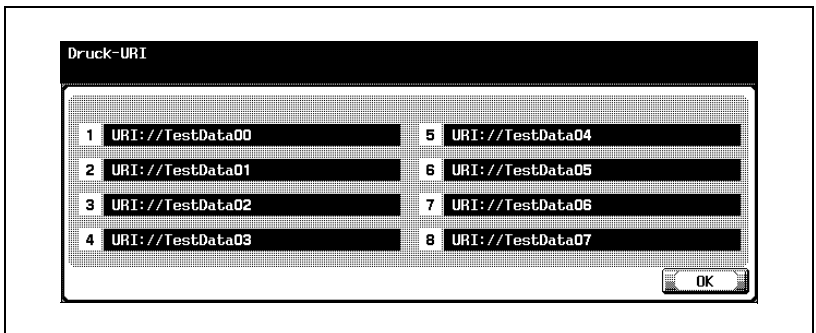 Druck-URI
1 URI://TestData00 5 URI://TestData04
2 URI://TestData01 6 URI://TestData05
3 URI://TestData02 7 URI://TestData06
4 URI://TestData03 8 URI://TestData07
OK